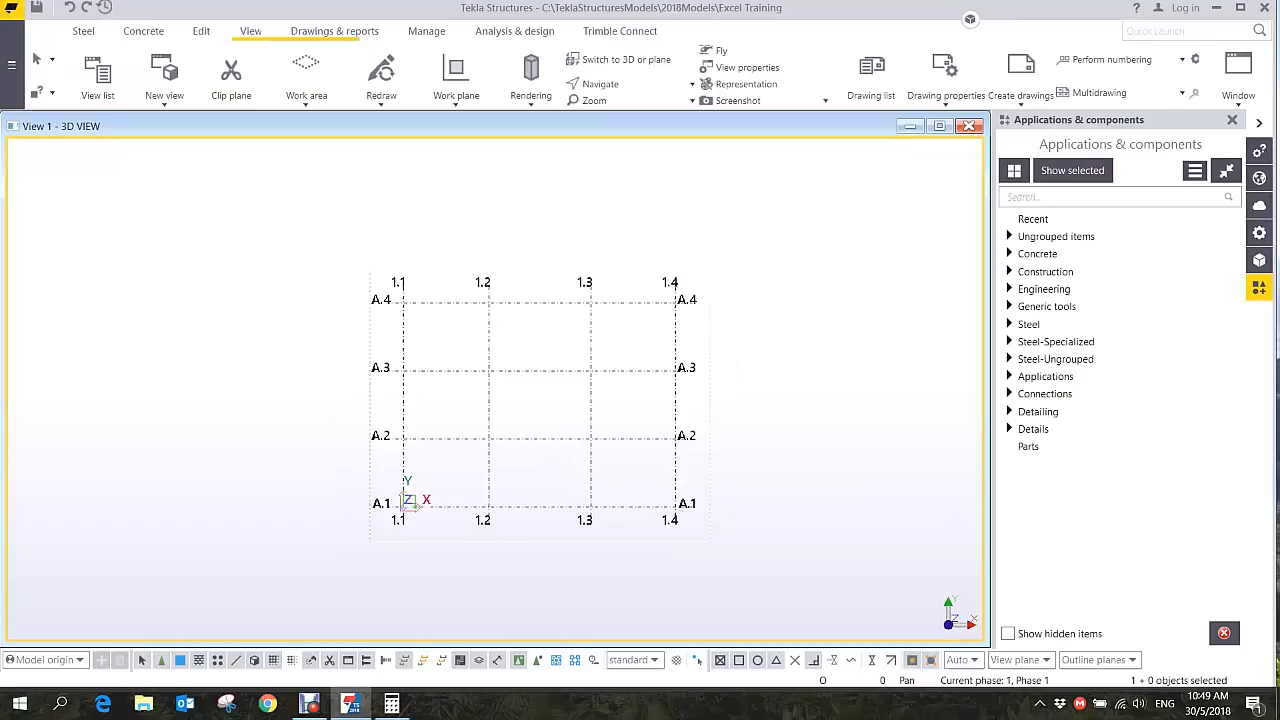 Tekla Structures - C:\TeklaStructuresModels\2018Models\Excel Training
? Log in
Steel Concrete Edit View Drawings & reports Manage Analysis & design Trimble Connect
Quick Launch
View list
New view
Clip plane
Work area
Redraw
Work plane
Rendering
Switch to 3D or plane
Navigate
Zoom
Fly
View properties
Representation
Screenshot
Drawing list
Drawing properties
Create drawings
Perform numbering
Multidrawing
Window
View 1 - 3D VIEW
Applications & components
Applications & components
Show selected
Search...
Recent
Ungrouped items
Concrete
Construction
Engineering
Generic tools
Steel
Steel-Specialized
Steel-Ungrouped
Applications
Connections
Detailing
Details
Parts
1.1 1.2 1.3 1.4
A.4 A.4
A.3 A.3
A.2 A.2
Y
Z X
A.1 A.1
1.1 1.2 1.3 1.4
Y
Z X
Show hidden items
Model origin
standard
Auto
View plane
Outline planes
O 0 Pan Current phase: 1, Phase 1 1 + 0 objects selected
ENG
10:49 AM
30/5/2018